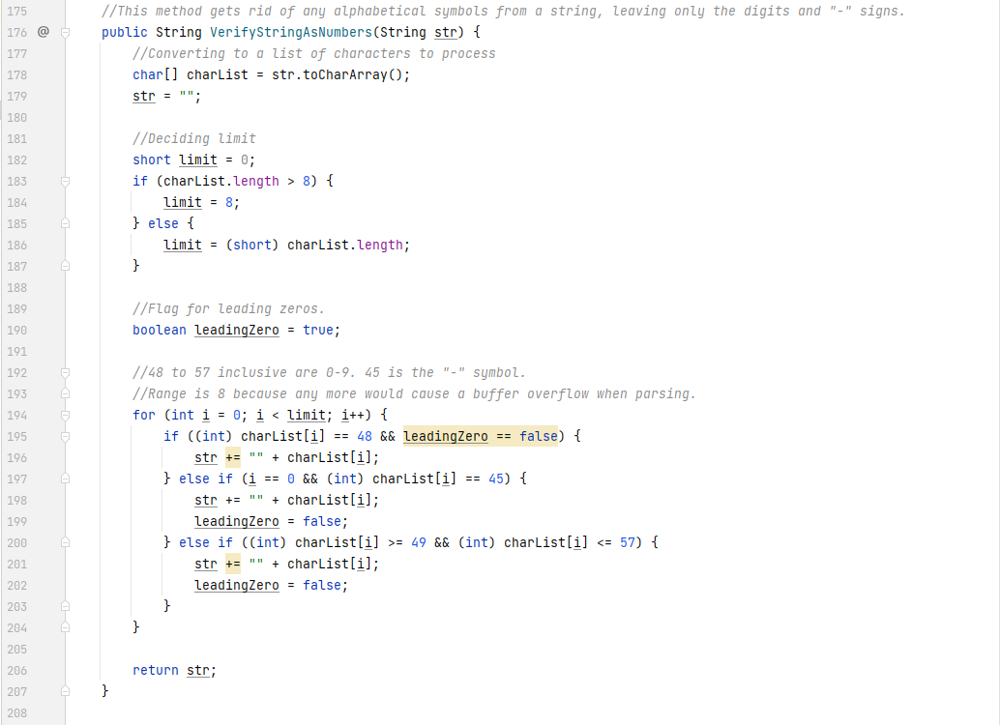 175 //This method gets rid of any alphabetical symbols from a string, leaving only the digits and "-" signs.
176 @ public String VerifyStringAsNumbers(String str) {
177 //Converting to a list of characters to process
178 char[] charList = str.toCharArray();
179 str = "";
180
181 //Deciding limit
182 short limit = 0;
183 if (charList.length > 8) {
184 limit = 8;
185 } else {
186 limit = (short) charList.length;
187 }
188
189 //Flag for leading zeros.
190 boolean leadingZero = true;
191
192 //48 to 57 inclusive are 0-9. 45 is the "-" symbol.
193 //Range is 8 because any more would cause a buffer overflow when parsing.
194 for (int i = 0; i < limit; i++) {
195 if ((int) charList[i] == 48 && leadingZero == false) {
196 str += "" + charList[i];
197 } else if (i == 0 && (int) charList[i] == 45) {
198 str += "" + charList[i];
199 leadingZero = false;
200 } else if ((int) charList[i] >= 49 && (int) charList[i] <= 57) {
201 str += "" + charList[i];
202 leadingZero = false;
203 }
204 }
205
206 return str;
207 }
208